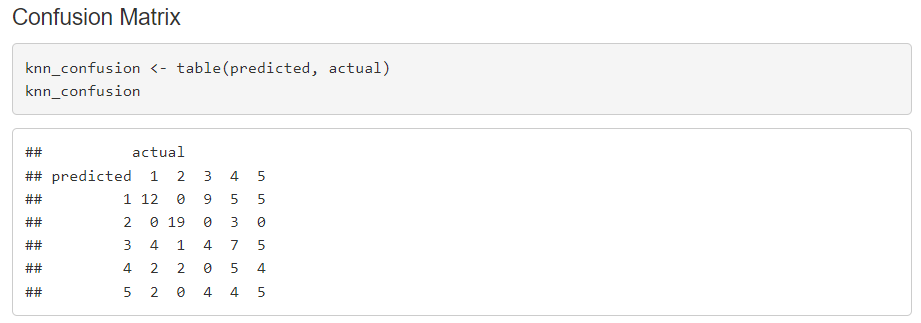 Confusion Matrix
knn_confusion <- table(predicted, actual)
knn_confusion
##          actual
## predicted  1  2  3  4  5
##         1 12  0  9  5  5
##         2  0 19  0  3  0
##         3  4  1  4  7  5
##         4  2  2  0  5  4
##         5  2  0  4  4  5